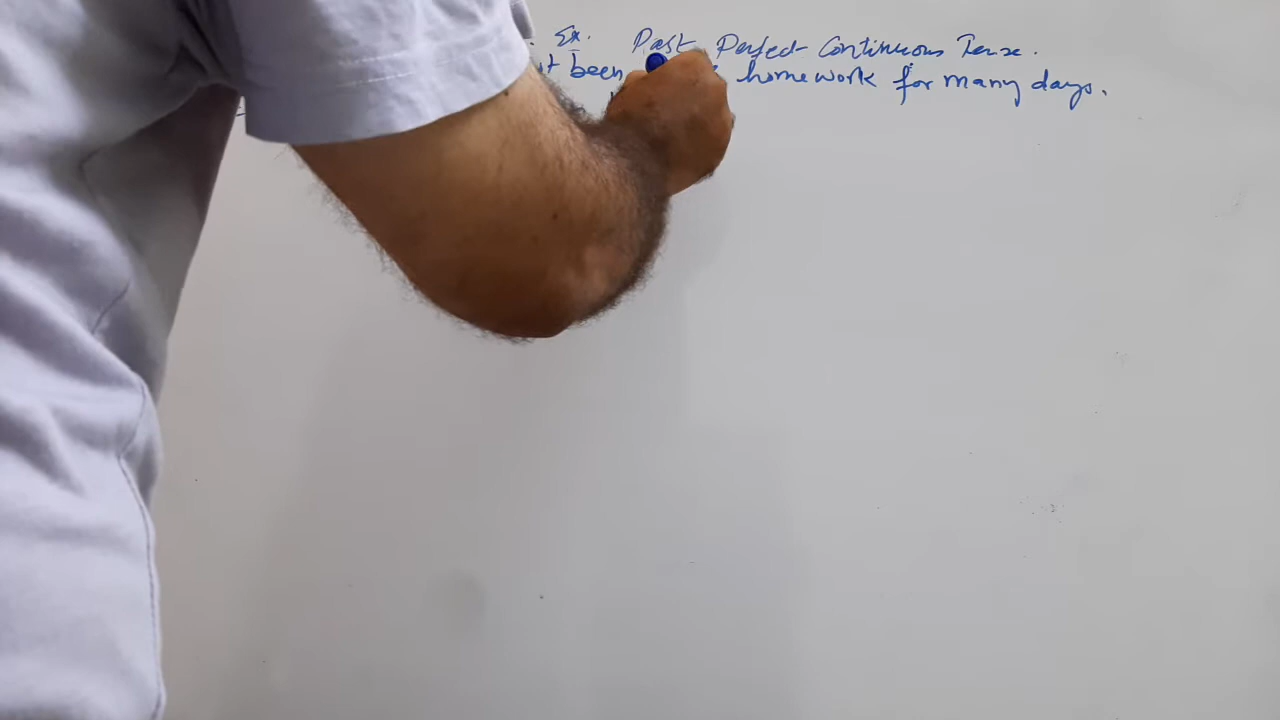 Ex. Past Perfect Continuous Tense.
been homework for many days.